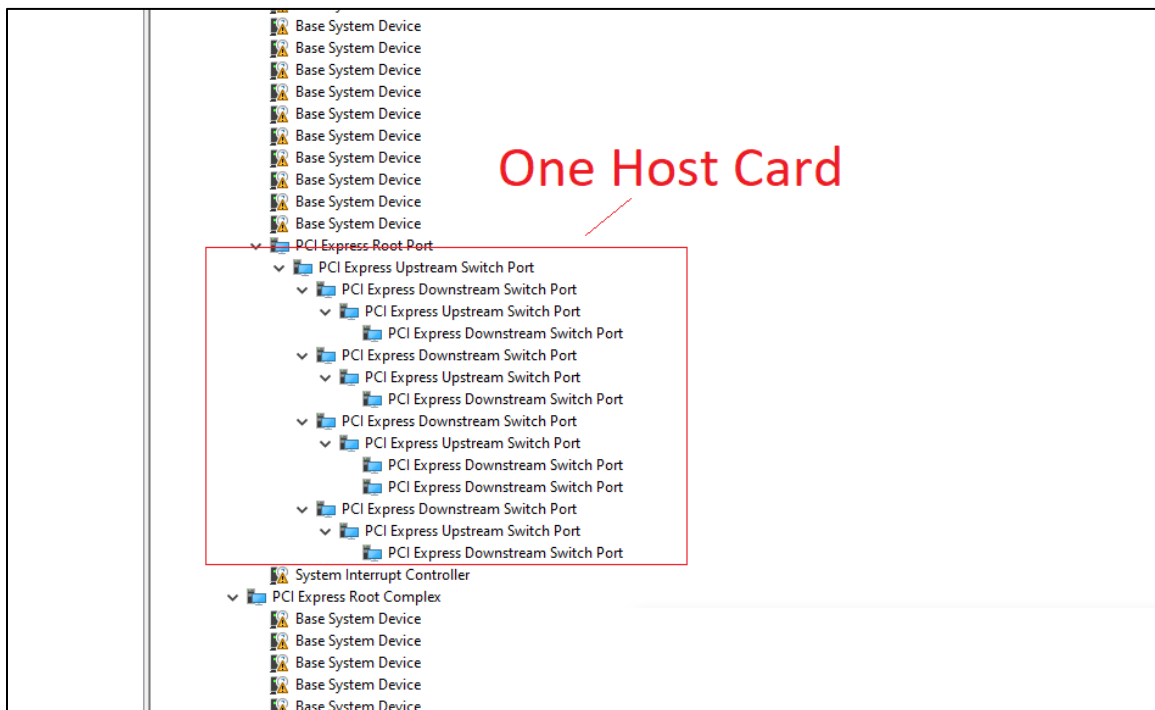 Base System Device
Base System Device
Base System Device
Base System Device
Base System Device
Base System Device
Base System Device
Base System Device
Base System Device
Base System Device
One Host Card
PCI Express Root Port
PCI Express Upstream Switch Port
PCI Express Downstream Switch Port
PCI Express Upstream Switch Port
PCI Express Downstream Switch Port
PCI Express Downstream Switch Port
PCI Express Upstream Switch Port
PCI Express Downstream Switch Port
PCI Express Downstream Switch Port
PCI Express Upstream Switch Port
PCI Express Downstream Switch Port
PCI Express Downstream Switch Port
PCI Express Downstream Switch Port
PCI Express Upstream Switch Port
PCI Express Downstream Switch Port
System Interrupt Controller
PCI Express Root Complex
Base System Device
Base System Device
Base System Device
Base System Device
Base System Device